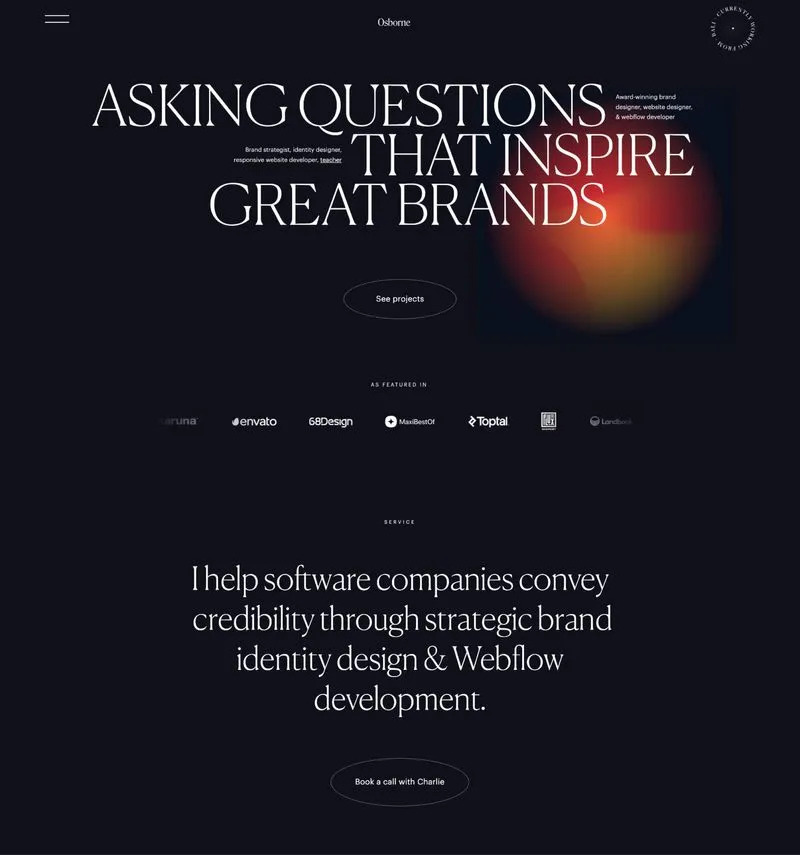 Osborne
CURRENTLY WORKING FROM BALI
ASKING QUESTIONS
Award-winning brand
designer, website designer,
& webflow developer
Brand strategist, identity designer,
responsive website developer, teacher
THAT INSPIRE
GREAT BRANDS
See projects
AS FEATURED IN
aruna
envato
68Design
MaxiBestOf
Toptal
SERVICE
I help software companies convey
credibility through strategic brand
identity design & Webflow
development.
Book a call with Charlie